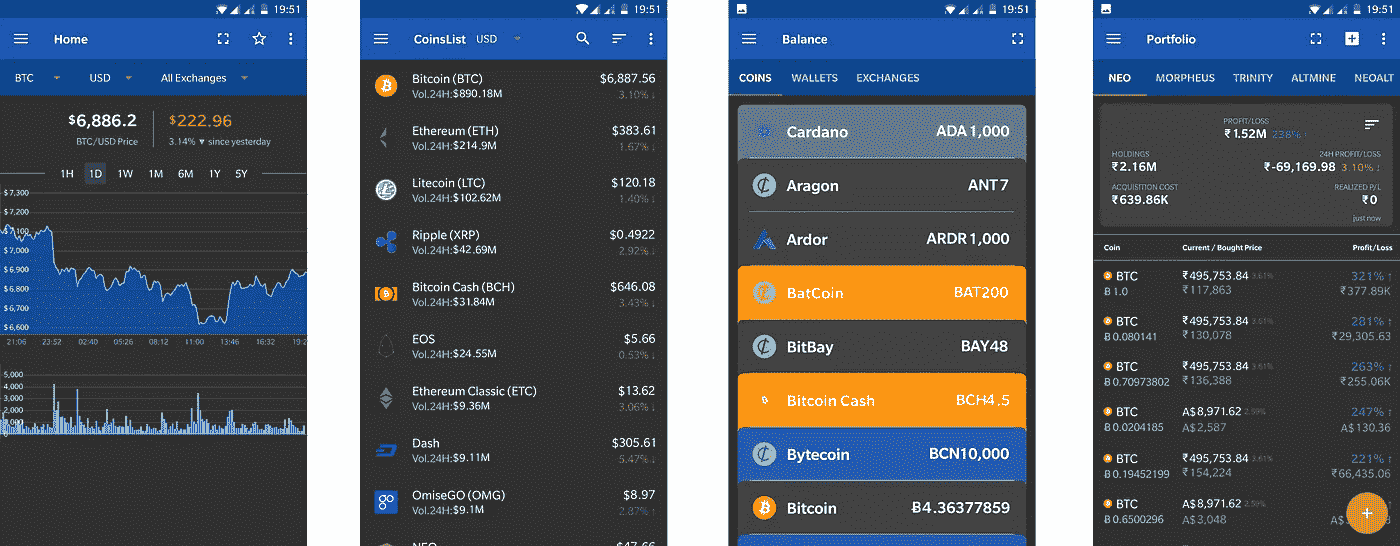 19:51
Home
BTC USD All Exchanges
$6,886.2 $222.96
BTC/USD Price 3.14% ▼ since yesterday
1H 1D 1W 1M 6M 1Y 5Y
$7,300
$7,200
$7,100
$7,000
$6,900
$6,800
$6,700
$6,600
21:06 23:52 02:40 05:26 08:12 11:00 13:46 16:32 19:2
5,000
4,000
3,000
2,000
0
19:51
CoinsList USD
Bitcoin (BTC) $6,887.56
Vol.24H:$890.18M 3.10% ↓
Ethereum (ETH) $383.61
Vol.24H:$214.9M 1.67% ↓
Litecoin (LTC) $120.18
Vol.24H:$102.62M 1.40% ↓
Ripple (XRP) $0.4922
Vol.24H:$42.69M 2.92% ↓
Bitcoin Cash (BCH) $646.08
Vol.24H:$31.84M 3.43% ↓
EOS $5.66
Vol.24H:$24.55M 0.53% ↓
Ethereum Classic (ETC) $13.62
Vol.24H:$9.36M 3.06% ↓
Dash $305.61
Vol.24H:$9.11M 5.47% ↓
OmiseGO (OMG) $8.97
Vol.24H:$9.1M 2.87% ↓
NEO $47.66
19:51
Balance
COINS WALLETS EXCHANGES
Cardano ADA 1,000
Aragon ANT 7
Ardor ARDR 1,000
BatCoin BAT200
BitBay BAY48
Bitcoin Cash BCH4.5
Bytecoin BCN10,000
Bitcoin Ƀ4.36377859
19:51
Portfolio
NEO MORPHEUS TRINITY ALTMINE NEOALT
PROFIT/LOSS
₹1.52M 238% ↑
HOLDINGS 24H PROFIT/LOSS
₹2.16M ₹-69,169.98 3.10% ↓
ACQUISITION COST REALIZED P/L
₹639.86K ₹0
just now
Coin Current / Bought Price Profit/Loss
BTC ₹495,753.84 3.61% 321% ↑
Ƀ 1.0 ₹117,863 ₹377.89K
BTC ₹495,753.84 3.61% 281% ↑
Ƀ 0.080141 ₹130,078 ₹29,305.63
BTC ₹495,753.84 3.61% 263% ↑
Ƀ 0.70973802 ₹136,388 ₹255.06K
BTC A$8,971.62 2.59% 247% ↑
Ƀ 0.0204185 A$2,587 A$130.36
BTC ₹495,753.84 3.61% 221% ↑
Ƀ 0.19452199 ₹154,224 ₹66,435.06
BTC A$8,971.62 2.59%
Ƀ 0.6500296 A$3,048 A$